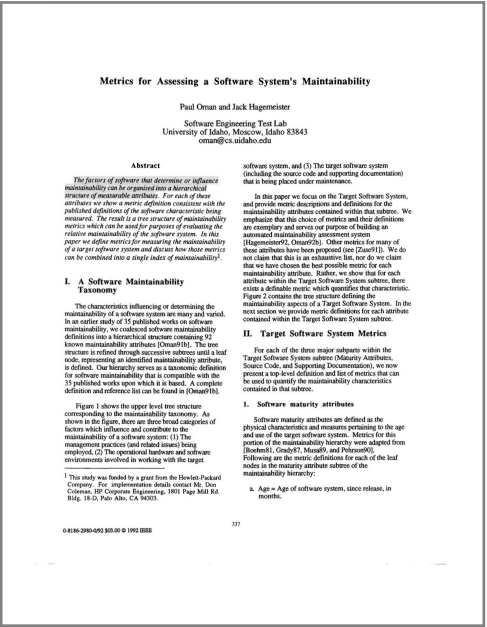 Metrics for Assessing a Software System's Maintainability
Paul Oman and Jack Hagemeister
Software Engineering Test Lab
University of Idaho, Moscow, Idaho 83843
oman@cs.uidaho.edu
Abstract
The factors of software that determine or influence
maintainability can be organized into a hierarchical
structure of measurable attributes. For each of these
attributes we show a metric definition consistent with the
published definitions of the software characteristic being
measured. The result is a tree structure of maintainability
metrics which can be used for purposes of evaluating the
relative maintainability of the software system. In this
paper we define metrics for measuring the maintainability
of a target software system and discuss how those metrics
can be combined into a single index of maintainability1.
I. A Software Maintainability
Taxonomy
The characteristics influencing or determining the
maintainability of a software system are many and varied.
In an earlier study of 35 published works on software
maintainability, we coalesced software maintainability
definitions into a hierarchical structure containing 92
known maintainability attributes [Oman91b]. The tree
structure is refined through successive subtrees until a leaf
node, representing an identified maintainability attribute,
is defined. Our hierarchy serves as a taxonomic definition
for software maintainability that is compatible with the
35 published works upon which it is based. A complete
definition and reference list can be found in [Oman91b].
Figure 1 shows the upper level tree structure
corresponding to the maintainability taxonomy. As
shown in the figure, there are three broad categories of
factors which influence and contribute to the
maintainability of a software system: (1) The
management practices (and related issues) being
employed, (2) The operational hardware and software
environments involved in working with the target
1 This study was funded by a grant from the Hewlett-Packard
Company. For implementation details contact Mr. Don
Coleman, HP Corporate Engineering, 1801 Page Mill Rd.
Bldg. 18-D, Palo Alto, CA 94303.
software system, and (3) The target software system
(including the source code and supporting documentation)
that is being placed under maintenance.
In this paper we focus on the Target Software System,
and provide metric descriptions and definitions for the
maintainability attributes contained within that subtree. We
emphasize that this choice of metrics and their definitions
are exemplary and serves our purpose of building an
automated maintainability assessment system
[Hagemeister92, Oman92b]. Other metrics for many of
these attributes have been proposed (see [Zuse91]). We do
not claim that this is an exhaustive list, nor do we claim
that we have chosen the best possible metric for each
maintainability attribute. Rather, we show that for each
attribute within the Target Software System subtree, there
exists a definable metric which quantifies that characteristic.
Figure 2 contains the tree structure defining the
maintainability aspects of a Target Software System. In the
next section we provide metric definitions for each attribute
contained within the Target Software System subtree.
II. Target Software System Metrics
For each of the three major subparts within the
Target Software System subtree (Maturity Attributes,
Source Code, and Supporting Documentation), we now
present a top-level definition and list of metrics that can
be used to quantify the maintainability characteristics
contained in that subtree.
1. Software maturity attributes
Software maturity attributes are defined as the
physical characteristics and measures pertaining to the age
and use of the target software system. Metrics for this
portion of the maintainability hierarchy were adapted from
[Boehm81, Grady87, Musa89, and Pehrson90].
Following are the metric definitions for each of the leaf
nodes in the maturity attribute subtree of the
maintainability hierarchy:
a. Age = Age of software system, since release, in
months.
337
0-8186-2980-0/92 $03.00 © 1992 IEEE